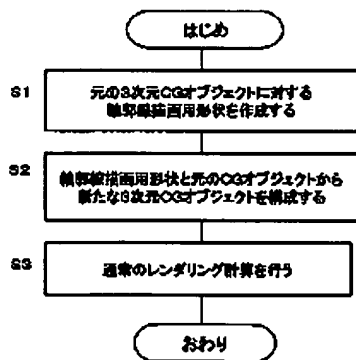 はじめ
S1
元の3次元CGオブジェクトに対する
輪郭線描画用形状を作成する
S2
輪郭線描画用形状と元のCGオブジェクトから
新たな3次元CGオブジェクトを構成する
S3
通常のレンダリング計算を行う
おわり